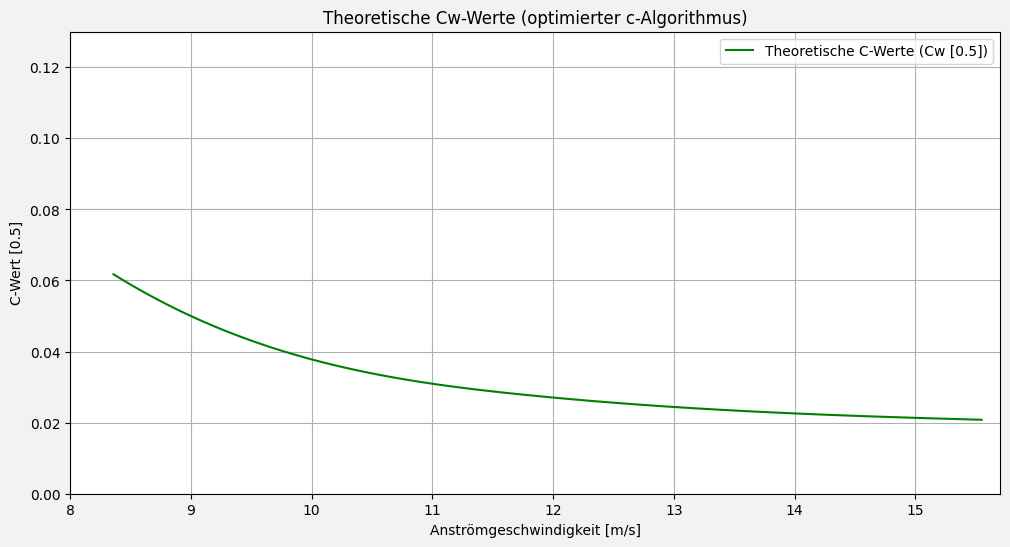 Theoretische Cw-Werte (optimierter c-Algorithmus)
Theoretische C-Werte (Cw [0.5])
C-Wert [0.5]
0.12
0.10
0.08
0.06
0.04
0.02
0.00
8 9 10 11 12 13 14 15
Anströmgeschwindigkeit [m/s]